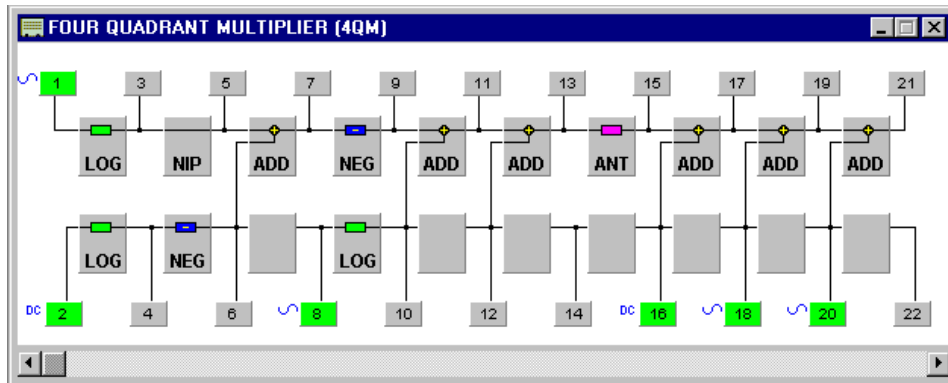 FOUR QUADRANT MULTIPLIER (4QM)
1 3 5 7 9 11 13 15 17 19 21
LOG NIP ADD NEG ADD ADD ANT ADD ADD ADD
LOG NEG LOG
DC 2 4 6 8 10 12 14 DC 16 18 20 22